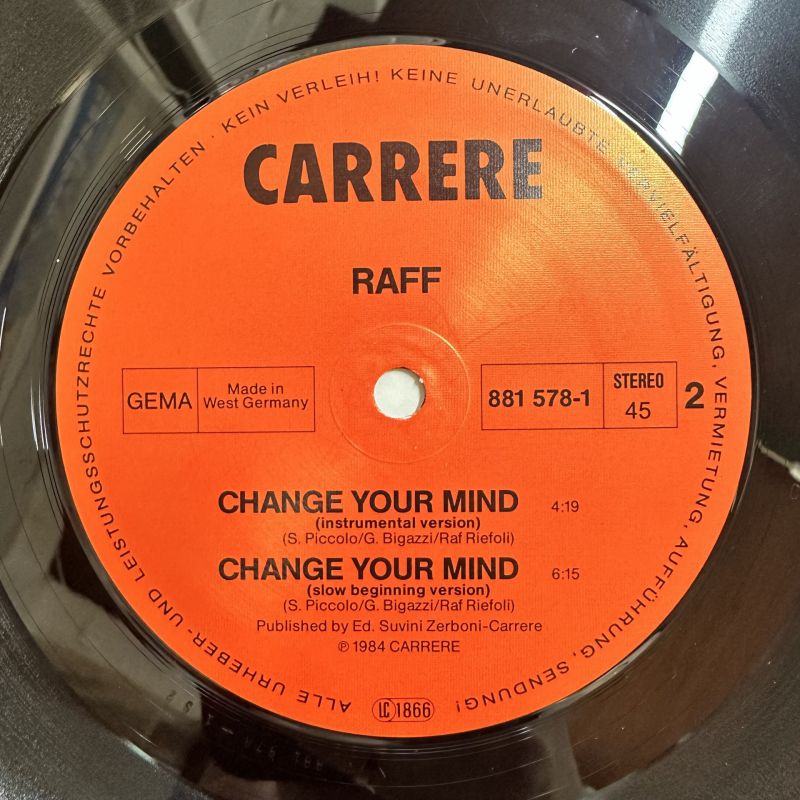 ALLE URHEBER- UND LEISTUNGSSCHUTZRECHTE VORBEHALTEN · KEIN VERLEIH! KEINE UNERLAUBTE VERVIELFÄLTIGUNG, VERMIETUNG, AUFFÜHRUNG, SENDUNG!
CARRERE
RAFF
GEMA
Made in
West Germany
881 578-1
STEREO
45
2
CHANGE YOUR MIND 4:19
(instrumental version)
(S. Piccolo/G. Bigazzi/Raf Riefoli)
CHANGE YOUR MIND 6:15
(slow beginning version)
(S. Piccolo/G. Bigazzi/Raf Riefoli)
Published by Ed. Suvini Zerboni-Carrere
℗ 1984 CARRERE
LC 1866